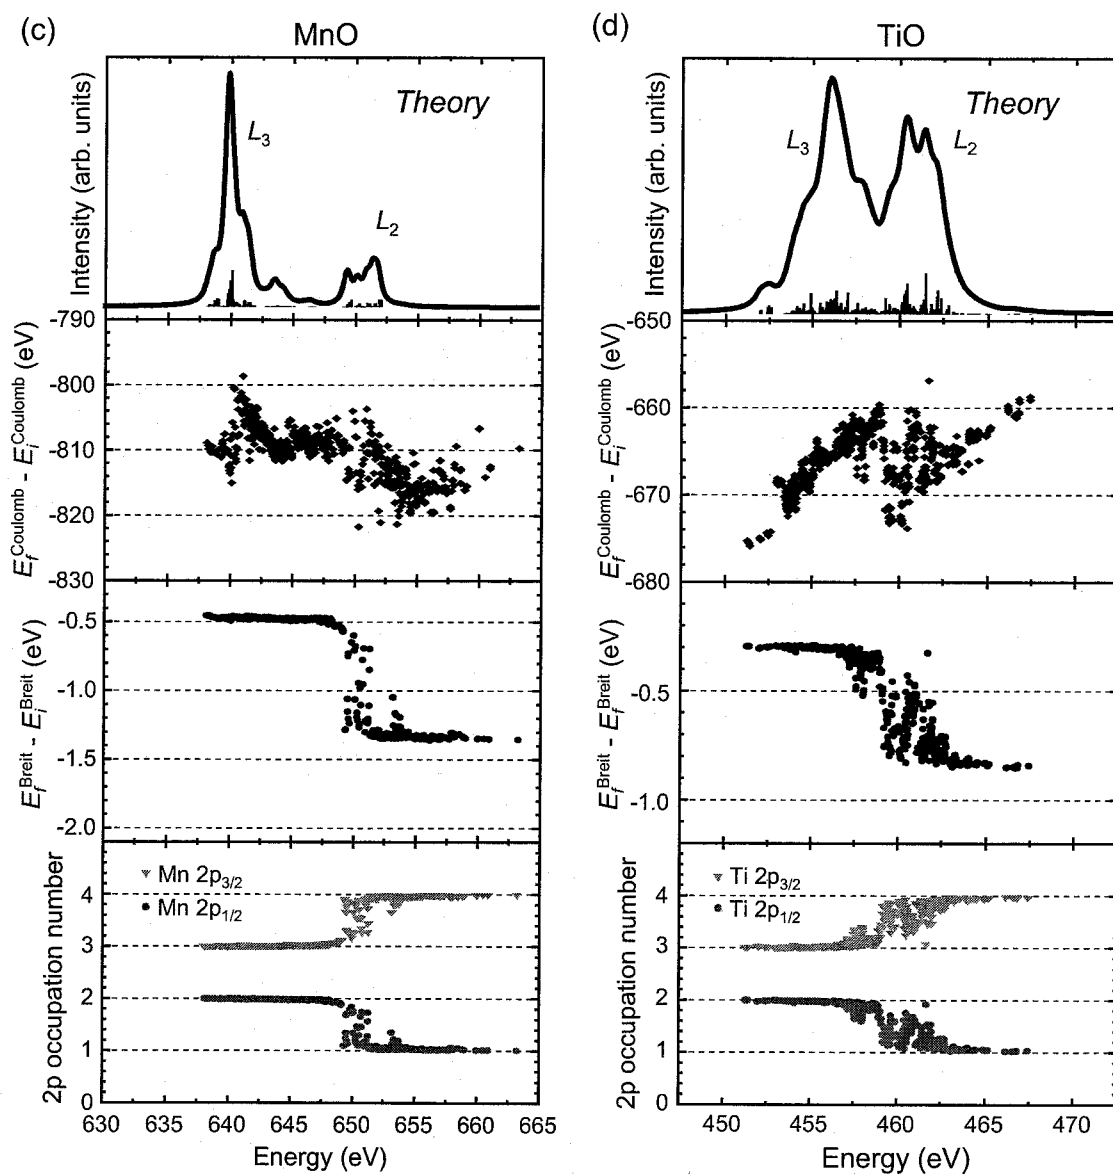 (c)
MnO
Intensity (arb. units)
Theory
L3
L2
-790
-800
-810
-820
-830
Ef^Coulomb - Ei^Coulomb (eV)
-0.5
-1.0
-1.5
-2.0
Ef^Breit - Ei^Breit (eV)
Mn 2p3/2
Mn 2p1/2
4
3
2
1
0
2p occupation number
630 635 640 645 650 655 660 665
Energy (eV)
(d)
TiO
Intensity (arb. units)
Theory
L3
L2
-650
-660
-670
-680
Ef^Coulomb - Ei^Coulomb (eV)
-0.5
-1.0
Ef^Breit - Ef^Breit (eV)
Ti 2p3/2
Ti 2p1/2
4
3
2
1
0
2p occupation number
450 455 460 465 470
Energy (eV)